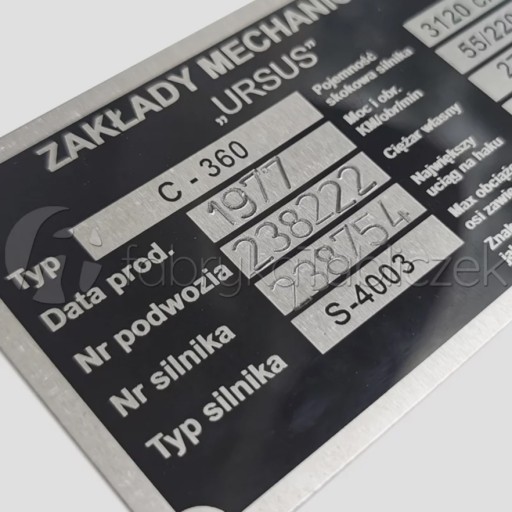 ZAKŁADY MECHANIC
„URSUS”
Typ C - 360
Data prod. 1977
Nr podwozia 238222
Nr silnika 238754
Typ silnika S-4003
Pojemność
skokowa silnika 3120 C
Moc i obr.
KM/obr/min 55/220
Ciężar własny
Największy
uciąg na haku
Max obciąż
osi zawie
Znak
fabrykatabliczek